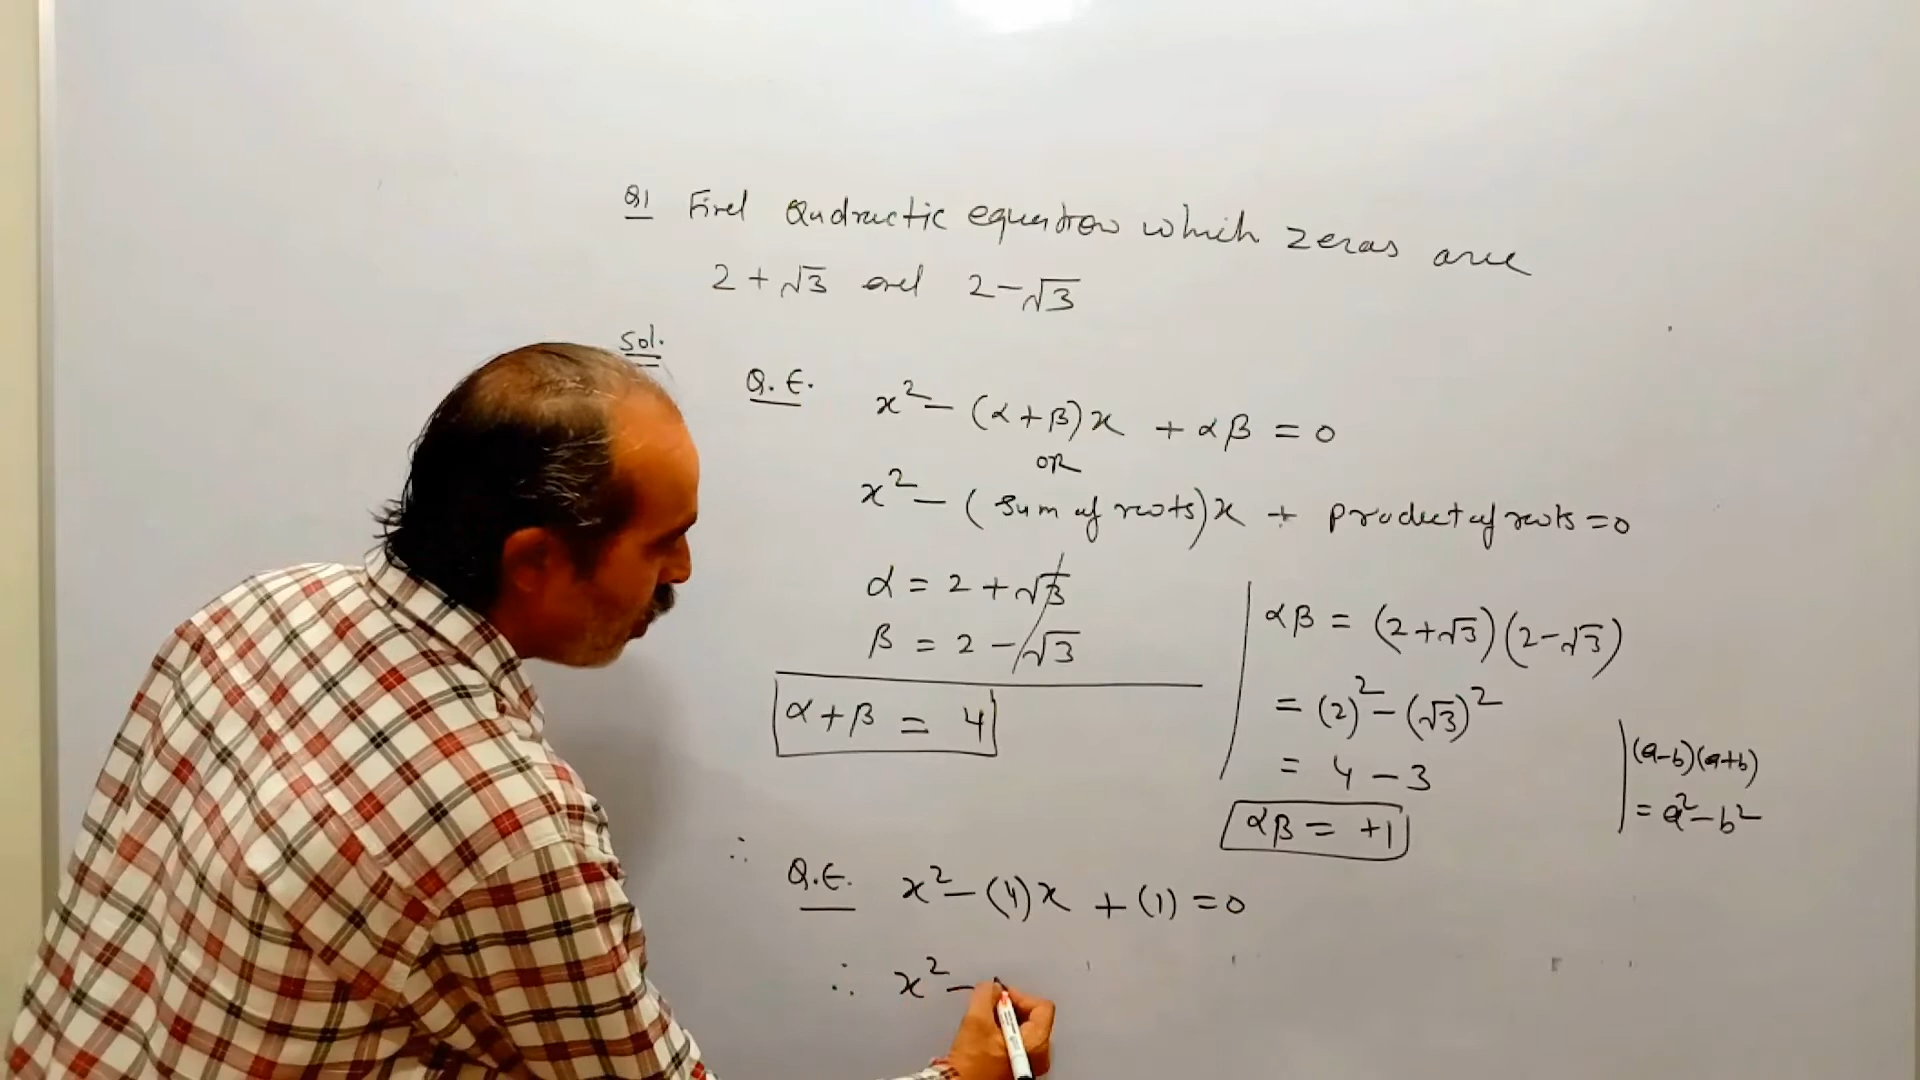 Q1 Find Qudractic equation which zeros are
2 + √3 and 2 - √3
Sol.
Q.E. x² - (α + β)x + αβ = 0
OR
x² - (sum of roots)x + product of roots = 0
α = 2 + √3
β = 2 - √3
α + β = 4
αβ = (2+√3)(2-√3)
= (2)² - (√3)²
= 4 - 3
αβ = +1
(a-b)(a+b)
= a² - b²
∴ Q.E. x² - (4)x + (1) = 0
∴ x² -